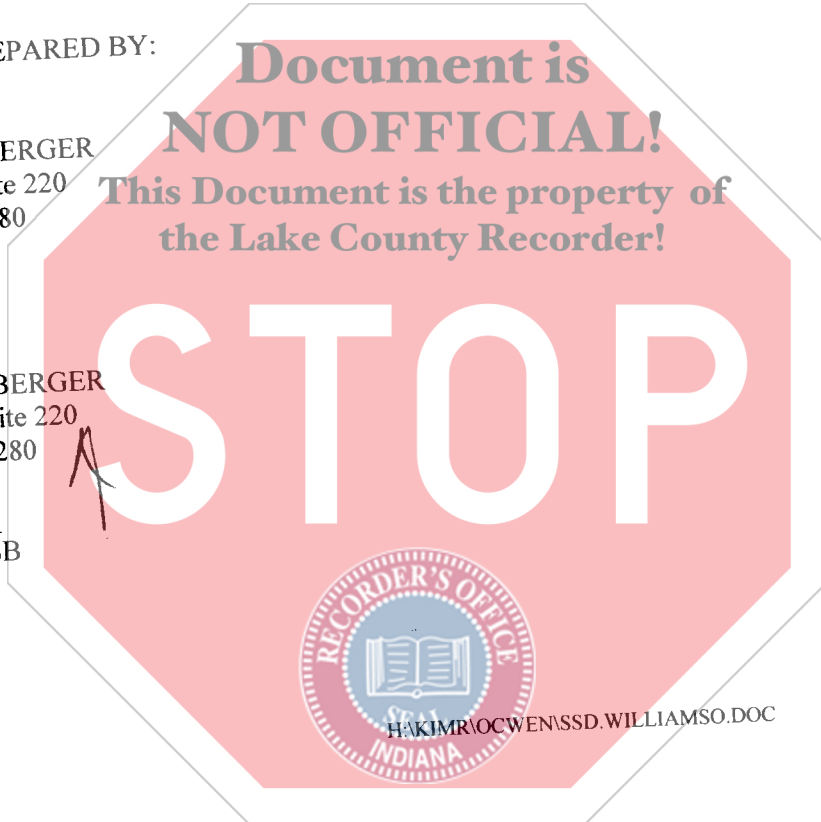 EPARED BY:
Document is
NOT OFFICIAL!
ERGER
te 220
This Document is the property of
80
the Lake County Recorder!
STOP
BERGER
ite 220
280
B
RECORDER'S OFFICE
SEAL
INDIANA
H:\KIMR\OCWEN\SSD.WILLIAMSO.DOC